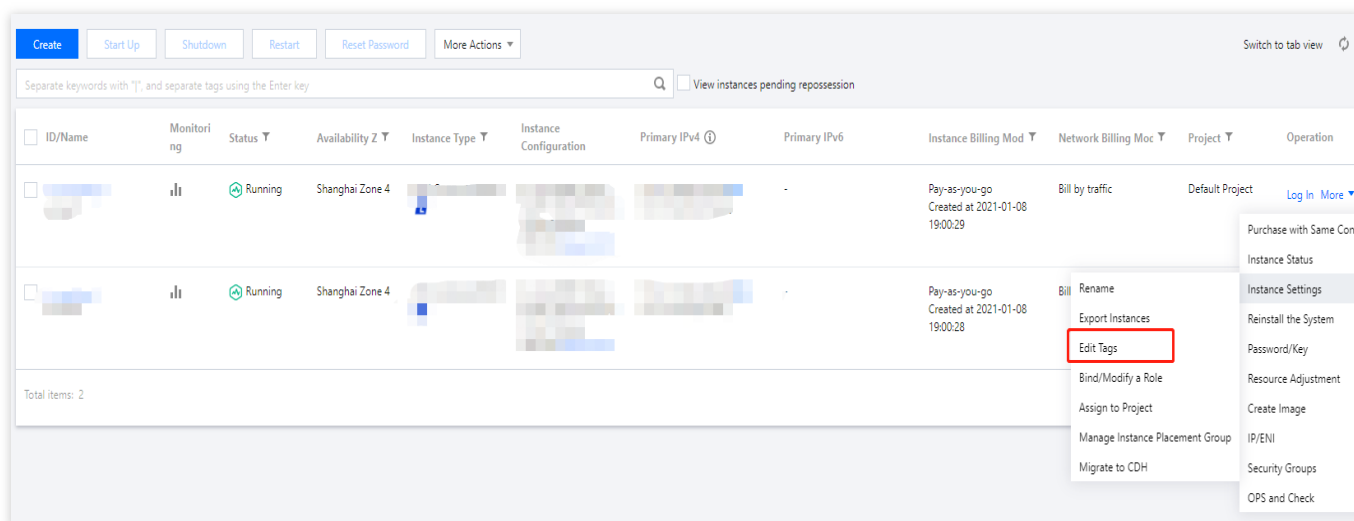 Create Start Up Shutdown Restart Reset Password More Actions Switch to tab view
Separate keywords with "|", and separate tags using the Enter key View instances pending repossession
ID/Name Monitori
ng Status Availability Z Instance Type Instance
Configuration Primary IPv4 Primary IPv6 Instance Billing Mod Network Billing Moc Project Operation
Running Shanghai Zone 4 - Pay-as-you-go
Created at 2021-01-08
19:00:29 Bill by traffic Default Project Log In More
Running Shanghai Zone 4 - Pay-as-you-go
Created at 2021-01-08
19:00:28 Bill
Total items: 2
Rename
Export Instances
Edit Tags
Bind/Modify a Role
Assign to Project
Manage Instance Placement Group
Migrate to CDH
Purchase with Same Con
Instance Status
Instance Settings
Reinstall the System
Password/Key
Resource Adjustment
Create Image
IP/ENI
Security Groups
OPS and Check